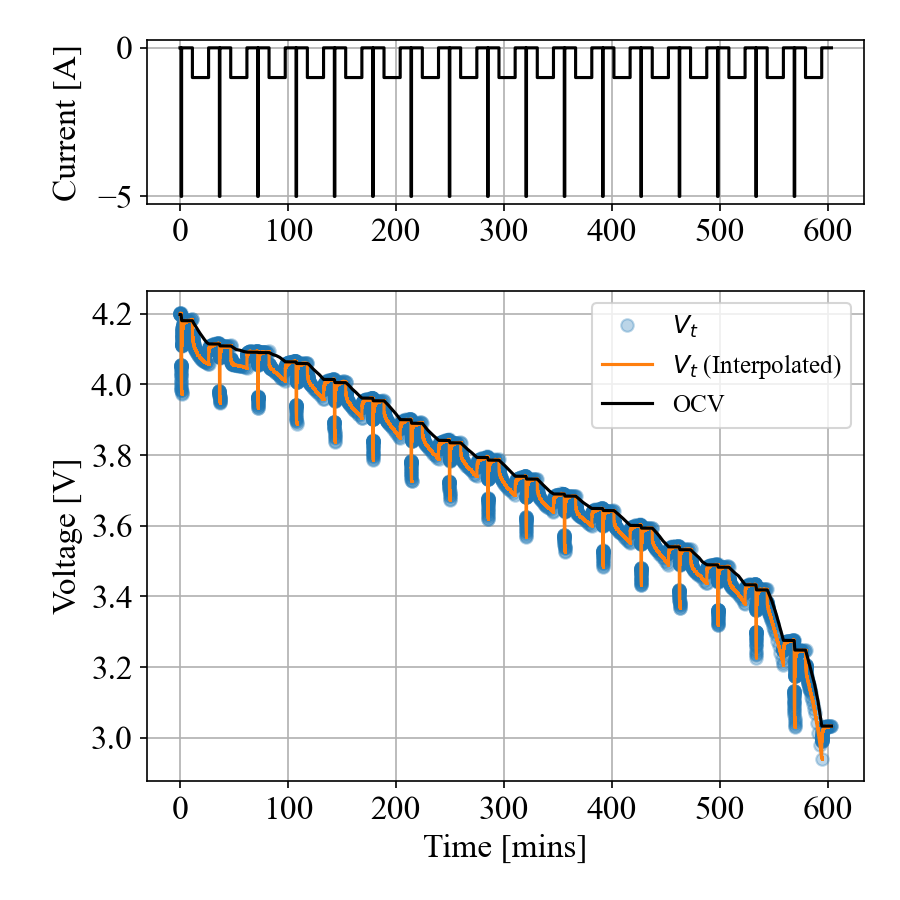 Current [A]
0
−5
0 100 200 300 400 500 600
Voltage [V]
4.2
4.0
3.8
3.6
3.4
3.2
3.0
V_t
V_t (Interpolated)
OCV
0 100 200 300 400 500 600
Time [mins]